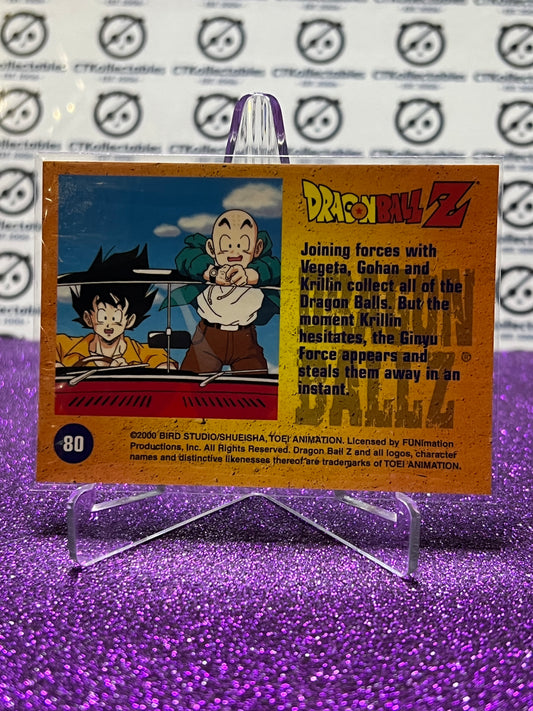 CTKollectables
DRAGON BALL Z
Joining forces with
Vegeta, Gohan and
Krillin collect all of the
Dragon Balls. But the
moment Krillin
hesitates, the Ginyu
Force appears and
steals them away in an
instant.
80
©2000 BIRD STUDIO/SHUEISHA, TOEI ANIMATION. Licensed by FUNimation
Productions, Inc. All Rights Reserved. Dragon Ball Z and all logos, character
names and distinctive likenesses thereof are trademarks of TOEI ANIMATION.